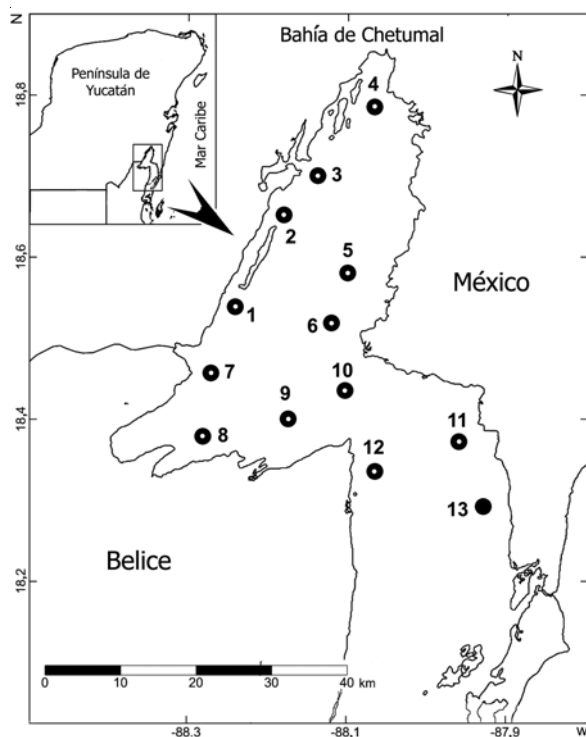 N
Bahía de Chetumal
Península de
Yucatán
Mar Caribe
N
18,8
4
3
2
18,6
5
México
1
6
7
10
9
11
18,4
8
12
13
Belice
18,2
0 10 20 30 40 km
-88.3 -88.1 -87.9 W